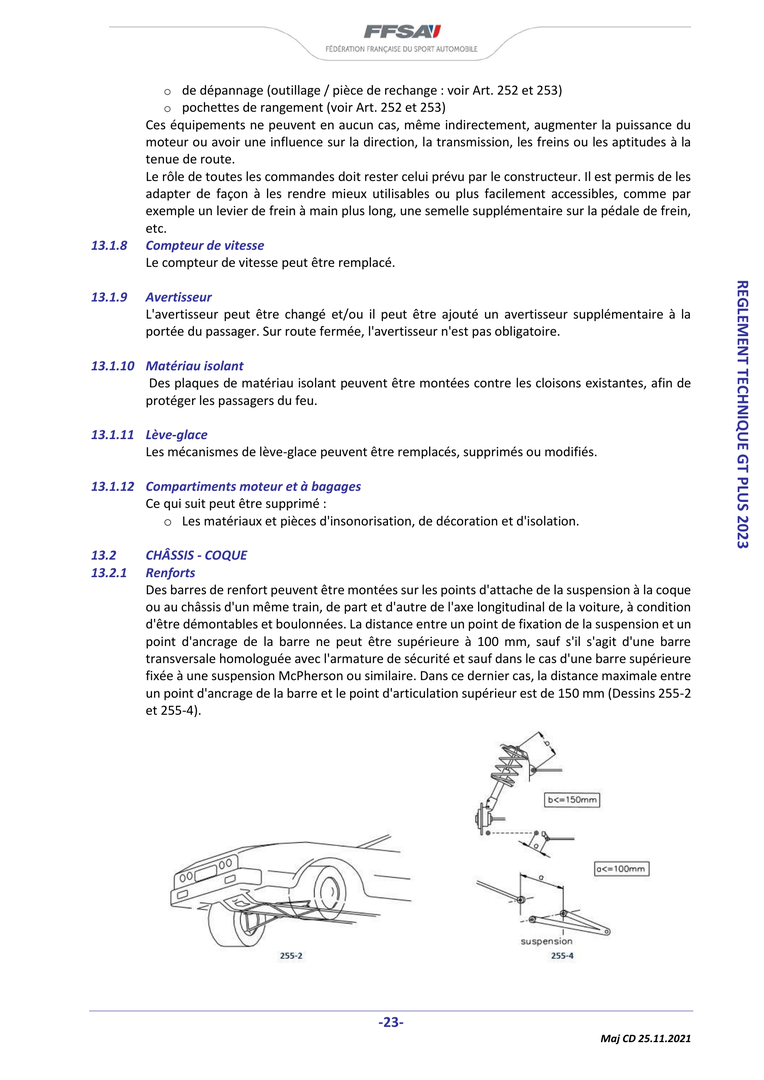 FFSA
FÉDÉRATION FRANÇAISE DU SPORT AUTOMOBILE
o de dépannage (outillage / pièce de rechange : voir Art. 252 et 253)
o pochettes de rangement (voir Art. 252 et 253)
Ces équipements ne peuvent en aucun cas, même indirectement, augmenter la puissance du
moteur ou avoir une influence sur la direction, la transmission, les freins ou les aptitudes à la
tenue de route.
Le rôle de toutes les commandes doit rester celui prévu par le constructeur. Il est permis de les
adapter de façon à les rendre mieux utilisables ou plus facilement accessibles, comme par
exemple un levier de frein à main plus long, une semelle supplémentaire sur la pédale de frein,
etc.
13.1.8 Compteur de vitesse
Le compteur de vitesse peut être remplacé.
13.1.9 Avertisseur
L'avertisseur peut être changé et/ou il peut être ajouté un avertisseur supplémentaire à la
portée du passager. Sur route fermée, l'avertisseur n'est pas obligatoire.
13.1.10 Matériau isolant
Des plaques de matériau isolant peuvent être montées contre les cloisons existantes, afin de
protéger les passagers du feu.
13.1.11 Lève-glace
Les mécanismes de lève-glace peuvent être remplacés, supprimés ou modifiés.
13.1.12 Compartiments moteur et à bagages
Ce qui suit peut être supprimé :
o Les matériaux et pièces d'insonorisation, de décoration et d'isolation.
13.2 CHÂSSIS - COQUE
13.2.1 Renforts
Des barres de renfort peuvent être montées sur les points d'attache de la suspension à la coque
ou au châssis d'un même train, de part et d'autre de l'axe longitudinal de la voiture, à condition
d'être démontables et boulonnées. La distance entre un point de fixation de la suspension et un
point d'ancrage de la barre ne peut être supérieure à 100 mm, sauf s'il s'agit d'une barre
transversale homologuée avec l'armature de sécurité et sauf dans le cas d'une barre supérieure
fixée à une suspension McPherson ou similaire. Dans ce dernier cas, la distance maximale entre
un point d'ancrage de la barre et le point d'articulation supérieur est de 150 mm (Dessins 255-2
et 255-4).
b<=150mm
a
a<=100mm
a
suspension
255-2
255-4
REGLEMENT TECHNIQUE GT PLUS 2023
-23-
Maj CD 25.11.2021